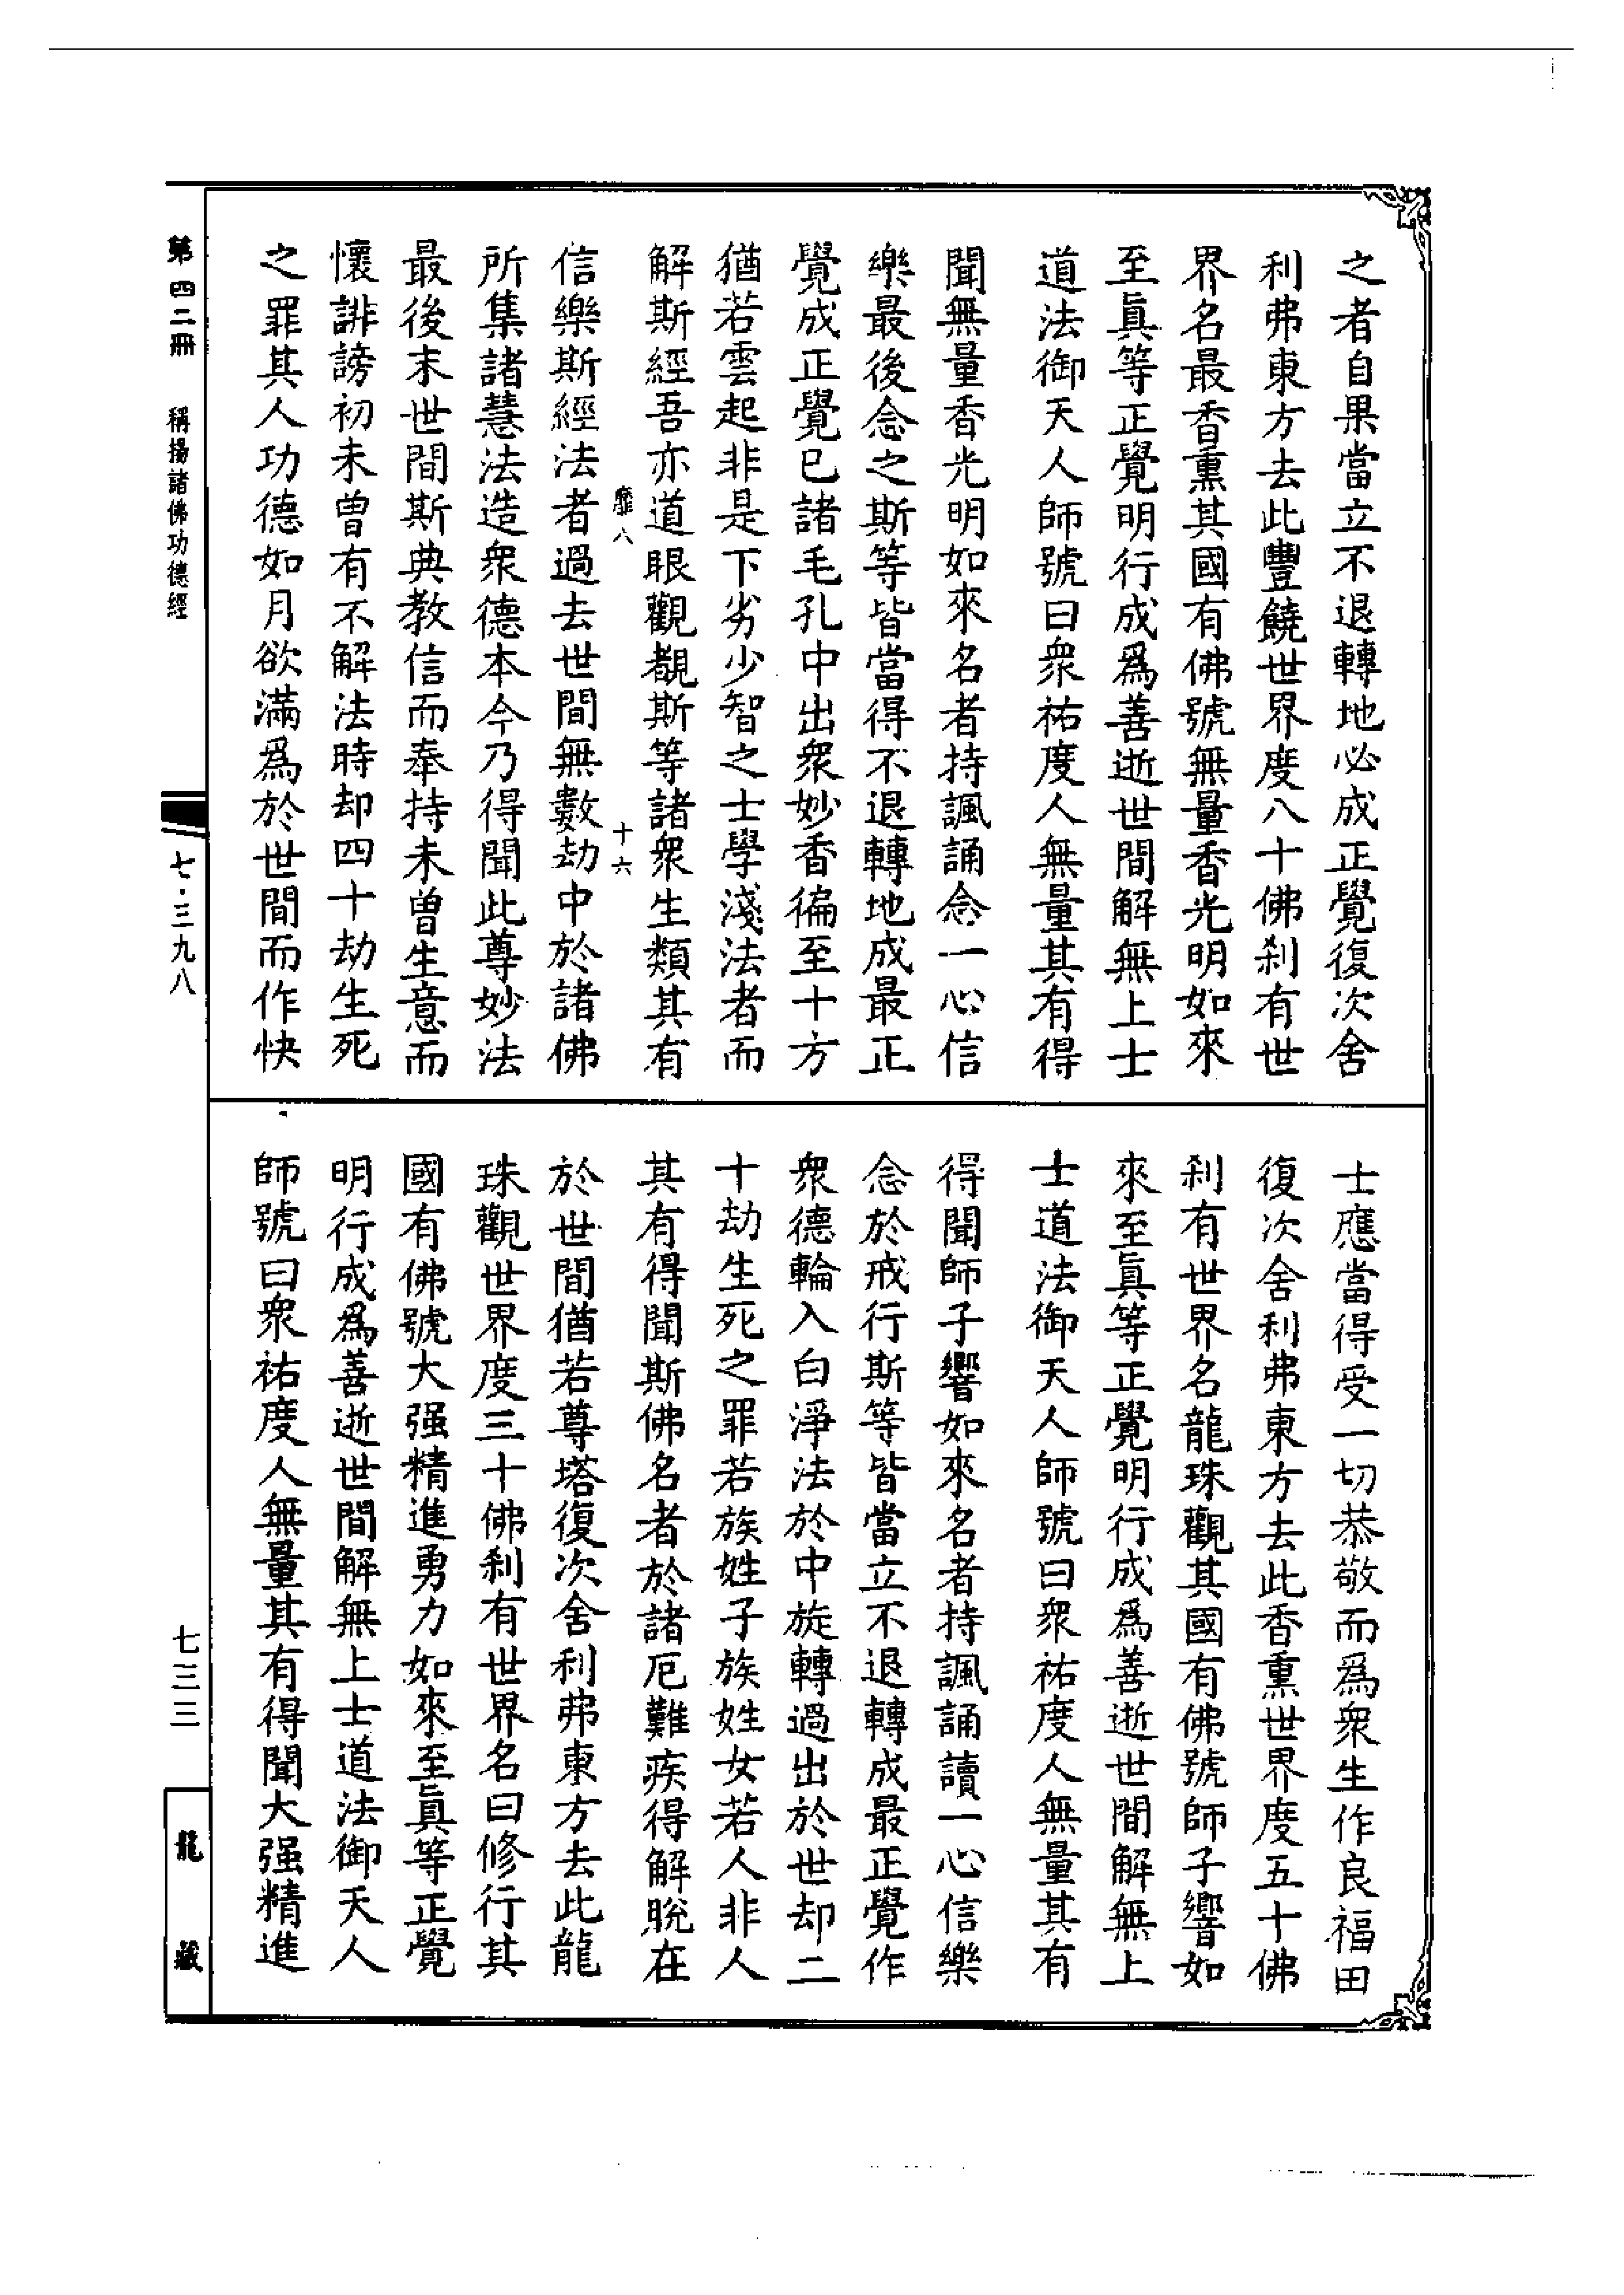 之者自果當立不退轉地必成正覺復次舍
利弗東方去此豐饒世界度八十佛刹有世
界名最香熏其國有佛號無量香光明如來
至眞等正覺明行成爲善逝世間解無上士
道法御天人師號曰衆祐度人無量其有得
聞無量香光明如來名者持諷誦念一心信
樂最後念之斯等皆當得不退轉地成最正
覺成正覺已諸毛孔中出衆妙香徧至十方
猶若雲起非是下劣少智之士學淺法者而
解斯經吾亦道眼觀覩斯等諸衆生類其有
靡八 十六
信樂斯經法者過去世間無數劫中於諸佛
所集諸慧法造衆德本今乃得聞此尊妙法
最後末世間斯典教信而奉持未曾生意而
懷誹謗初未曾有不解法時却四十劫生死
之罪其人功德如月欲滿爲於世間而作快
士應當得受一切恭敬而爲衆生作良福田
復次舍利弗東方去此香熏世界度五十佛
刹有世界名龍珠觀其國有佛號師子響如
來至眞等正覺明行成爲善逝世間解無上
士道法御天人師號曰衆祐度人無量其有
得聞師子響如來名者持諷誦讀一心信樂
念於戒行斯等皆當立不退轉成最正覺作
衆德輪入白淨法於中旋轉過出於世却二
十劫生死之罪若族姓子族姓女若人非人
其有得聞斯佛名者於諸厄難疾得解脫在
於世間猶若尊塔復次舍利弗東方去此龍
珠觀世界度三十佛刹有世界名曰修行其
國有佛號大强精進勇力如來至眞等正覺
明行成爲善逝世間解無上士道法御天人
師號曰衆祐度人無量其有得聞大强精進
第四二冊 稱揚諸佛功德經 七·三九八 七三三 龍藏